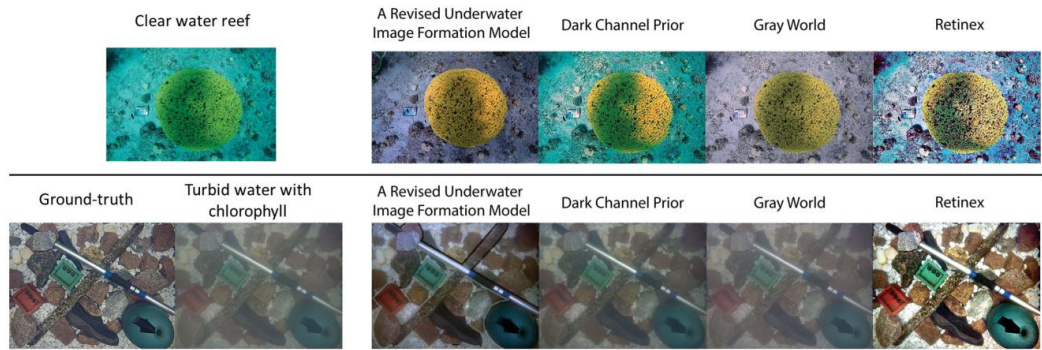 Clear water reef
A Revised Underwater
Image Formation Model
Dark Channel Prior
Gray World
Retinex
Ground-truth
Turbid water with
chlorophyll
A Revised Underwater
Image Formation Model
Dark Channel Prior
Gray World
Retinex